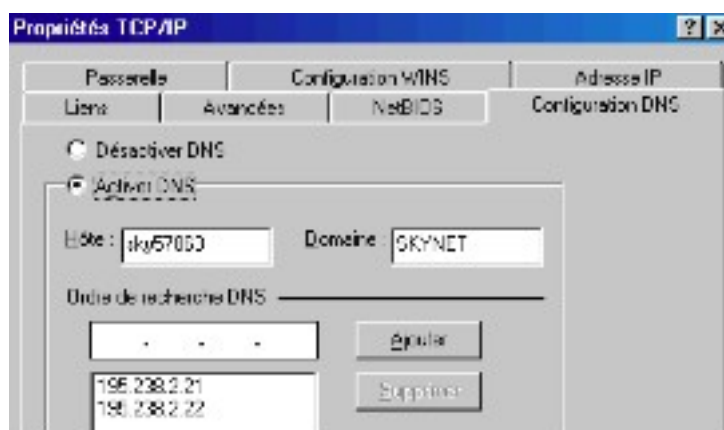 Propriétés TCP/IP
Passerelle Configuration WINS Adresse IP
Liens Avancées NetBIOS Configuration DNS
Désactiver DNS
Activer DNS
Hôte : Domaine : SKYNET
Ordre de recherche DNS
Ajouter
195.238.2.21 Supprimer
195.238.2.22